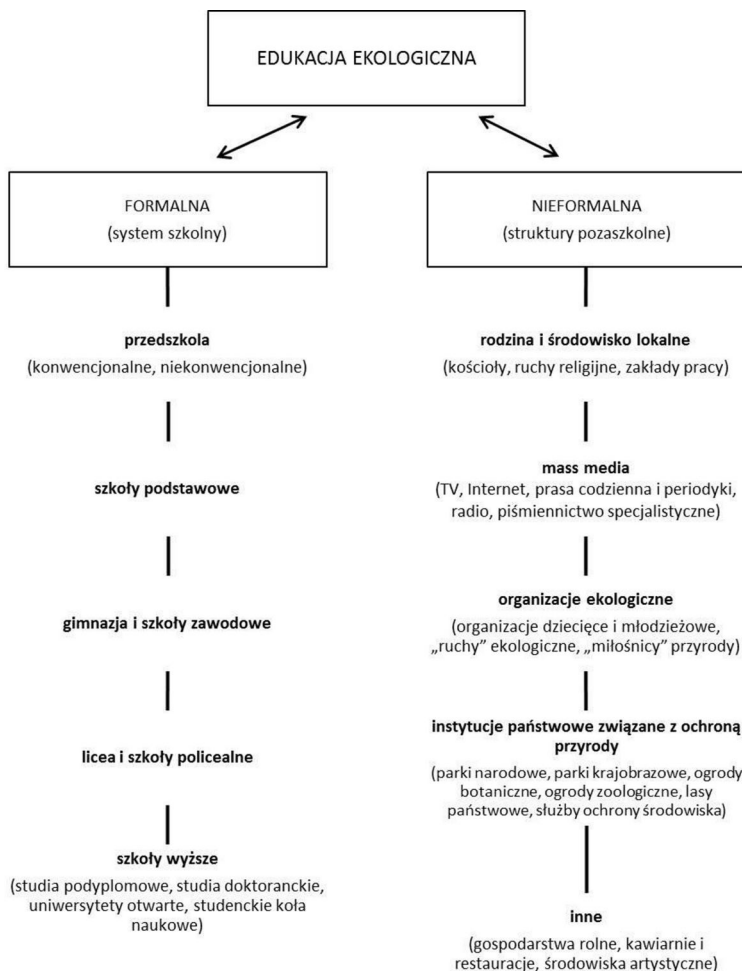 EDUKACJA EKOLOGICZNA
FORMALNA
(system szkolny)
przedszkola
(konwencjonalne, niekonwencjonalne)
szkoły podstawowe
gimnazja i szkoły zawodowe
licea i szkoły policealne
szkoły wyższe
(studia podyplomowe, studia doktoranckie,
uniwersytety otwarte, studenckie koła
naukowe)
NIEFORMALNA
(struktury pozaszkolne)
rodzina i środowisko lokalne
(kościoły, ruchy religijne, zakłady pracy)
mass media
(TV, Internet, prasa codzienna i periodyki,
radio, piśmiennictwo specjalistyczne)
organizacje ekologiczne
(organizacje dziecięce i młodzieżowe,
„ruchy” ekologiczne, „miłośnicy” przyrody)
instytucje państwowe związane z ochroną
przyrody
(parki narodowe, parki krajobrazowe, ogrody
botaniczne, ogrody zoologiczne, lasy
państwowe, służby ochrony środowiska)
inne
(gospodarstwa rolne, kawiarnie i
restauracje, środowiska artystyczne)